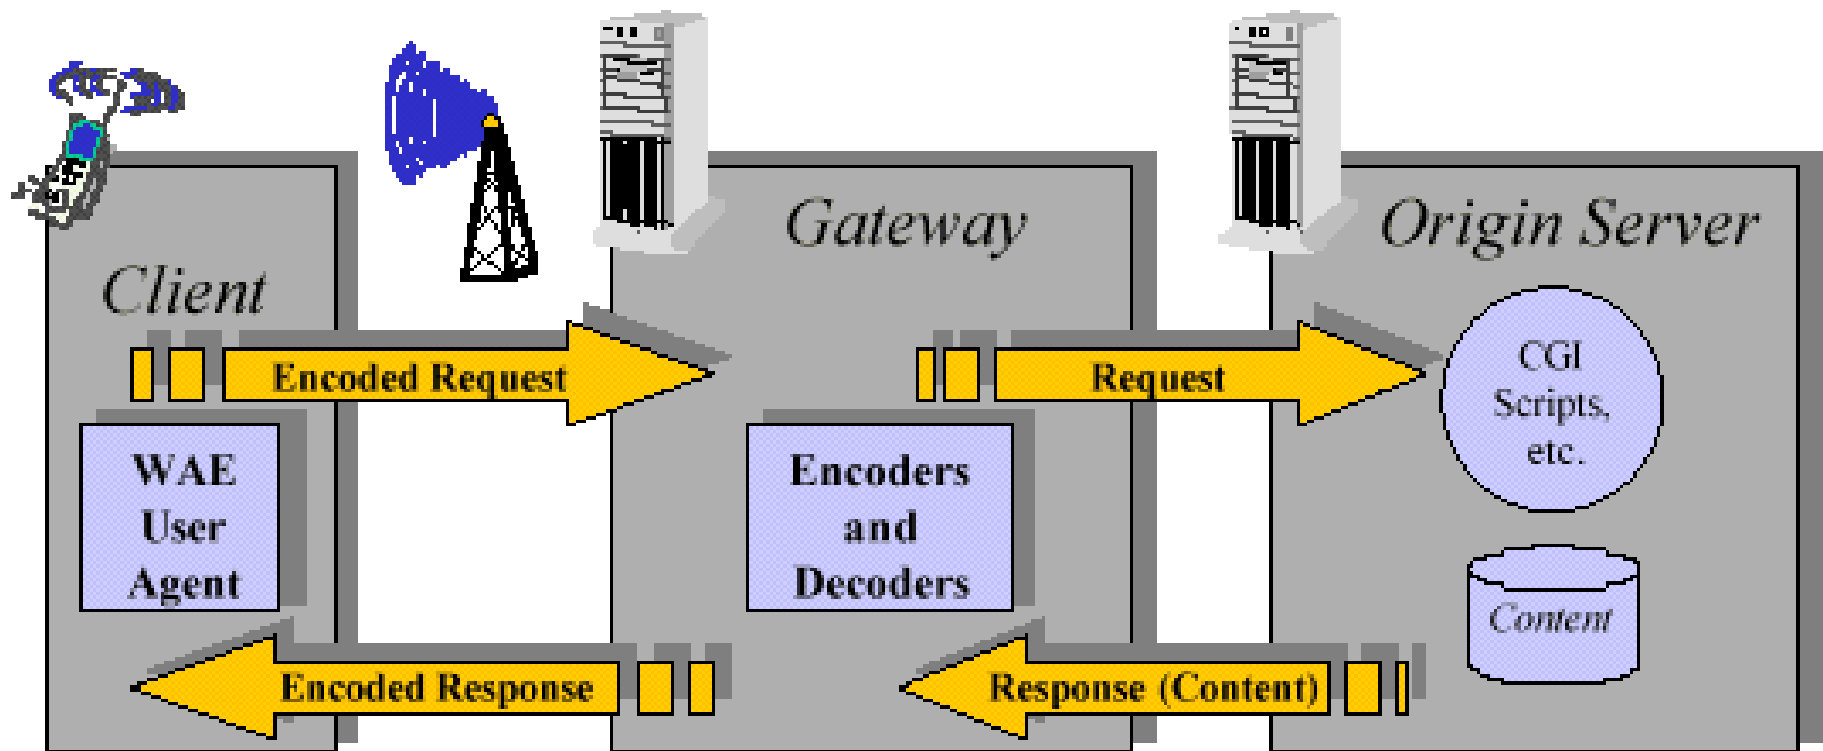 Client
Gateway
Origin Server
Encoded Request
Request
CGI
Scripts,
etc.
WAE
User
Agent
Encoders
and
Decoders
Content
Encoded Response
Response (Content)